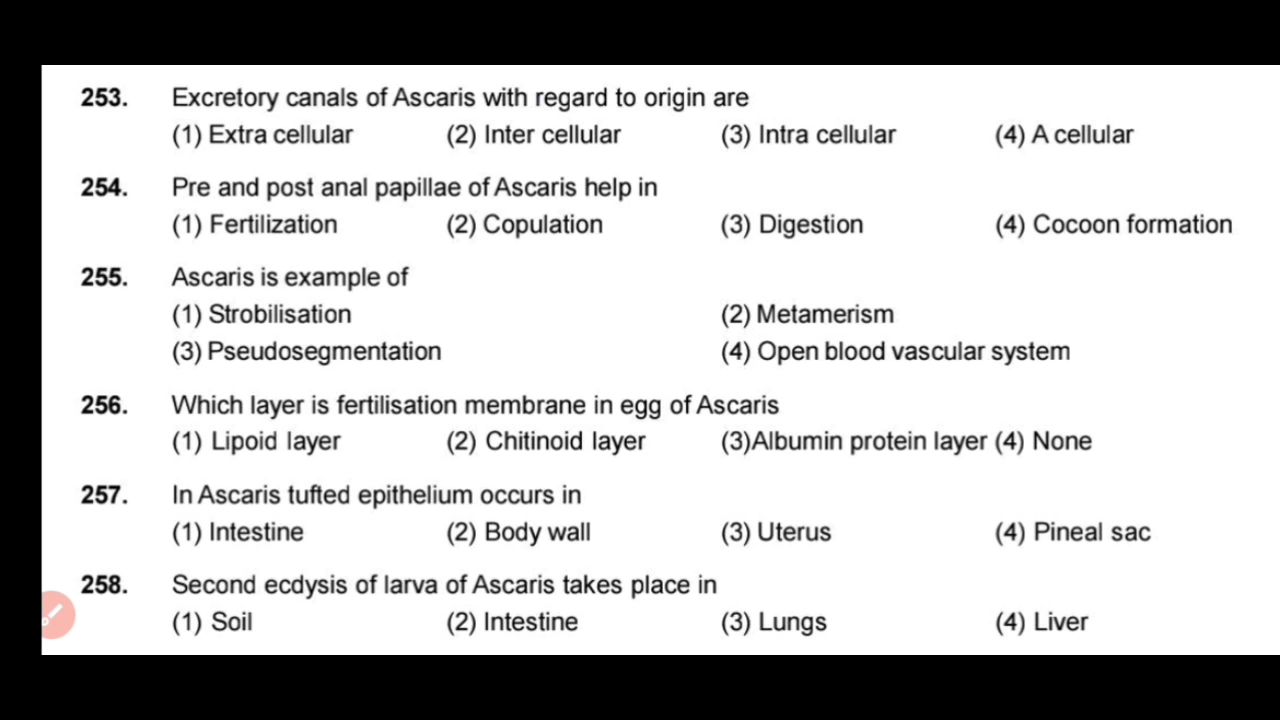 253. Excretory canals of Ascaris with regard to origin are
(1) Extra cellular (2) Inter cellular (3) Intra cellular (4) A cellular
254. Pre and post anal papillae of Ascaris help in
(1) Fertilization (2) Copulation (3) Digestion (4) Cocoon formation
255. Ascaris is example of
(1) Strobilisation (2) Metamerism
(3) Pseudosegmentation (4) Open blood vascular system
256. Which layer is fertilisation membrane in egg of Ascaris
(1) Lipoid layer (2) Chitinoid layer (3)Albumin protein layer (4) None
257. In Ascaris tufted epithelium occurs in
(1) Intestine (2) Body wall (3) Uterus (4) Pineal sac
258. Second ecdysis of larva of Ascaris takes place in
(1) Soil (2) Intestine (3) Lungs (4) Liver